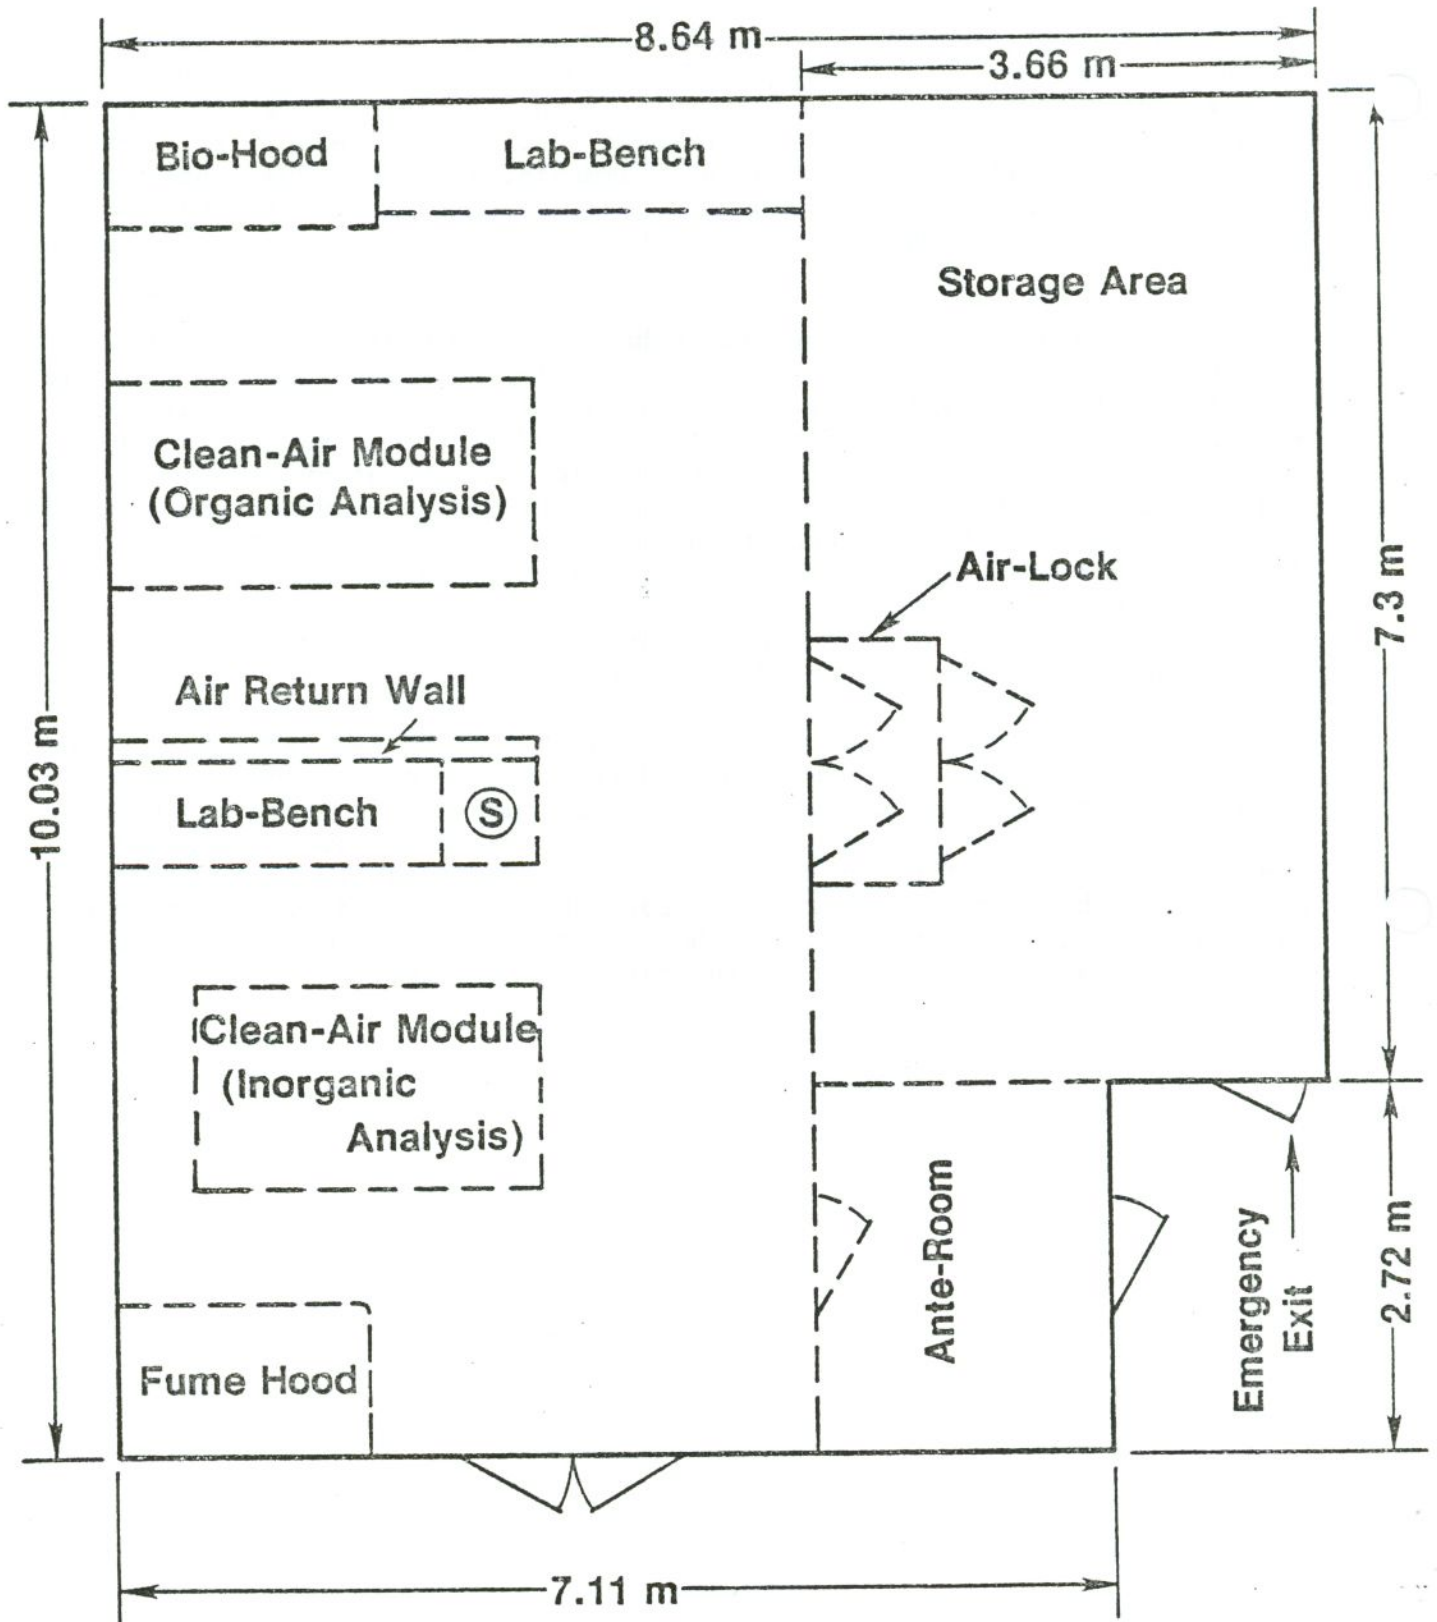 8.64 m
3.66 m
Bio-Hood
Lab-Bench
Storage Area
Clean-Air Module
(Organic Analysis)
Air-Lock
7.3 m
Air Return Wall
10.03 m
Lab-Bench
S
Clean-Air Module
(Inorganic
Analysis)
Ante-Room
Emergency
Exit
2.72 m
Fume Hood
7.11 m